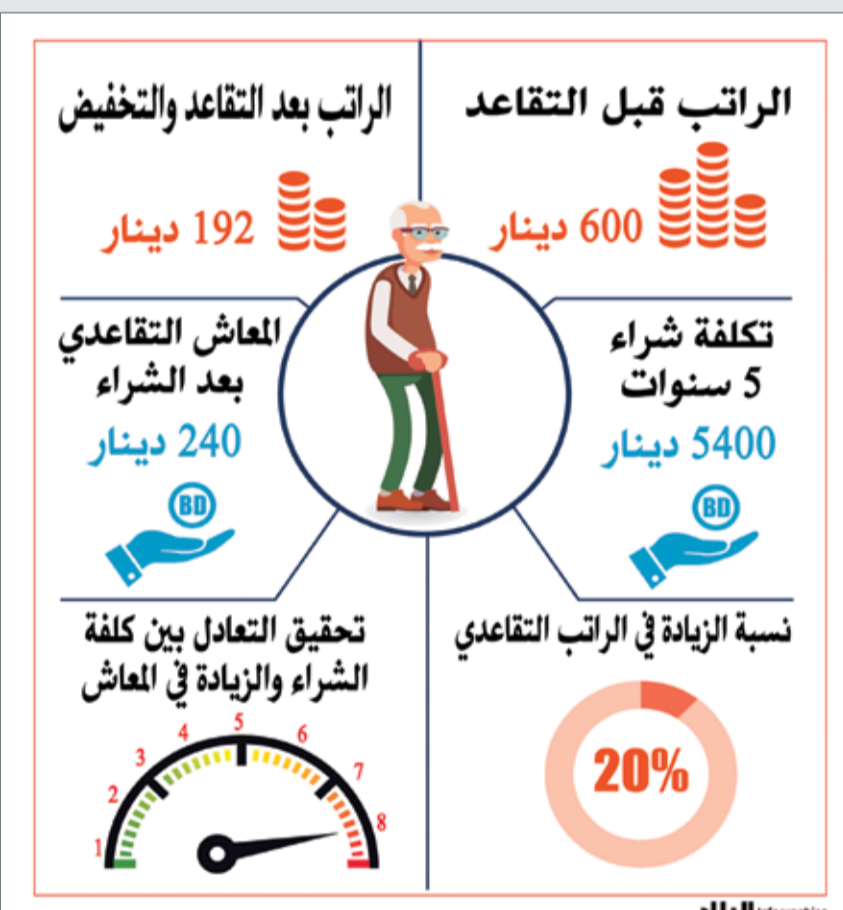 الراتب قبل التقاعد
600 دينار
الراتب بعد التقاعد والتخفيض
192 دينار
تكلفة شراء
5 سنوات
5400 دينار
BD
المعاش التقاعدي
بعد الشراء
240 دينار
BD
نسبة الزيادة في الراتب التقاعدي
20%
تحقيق التعادل بين كلفة
الشراء والزيادة في المعاش
1
2
3
4
5
6
7
8